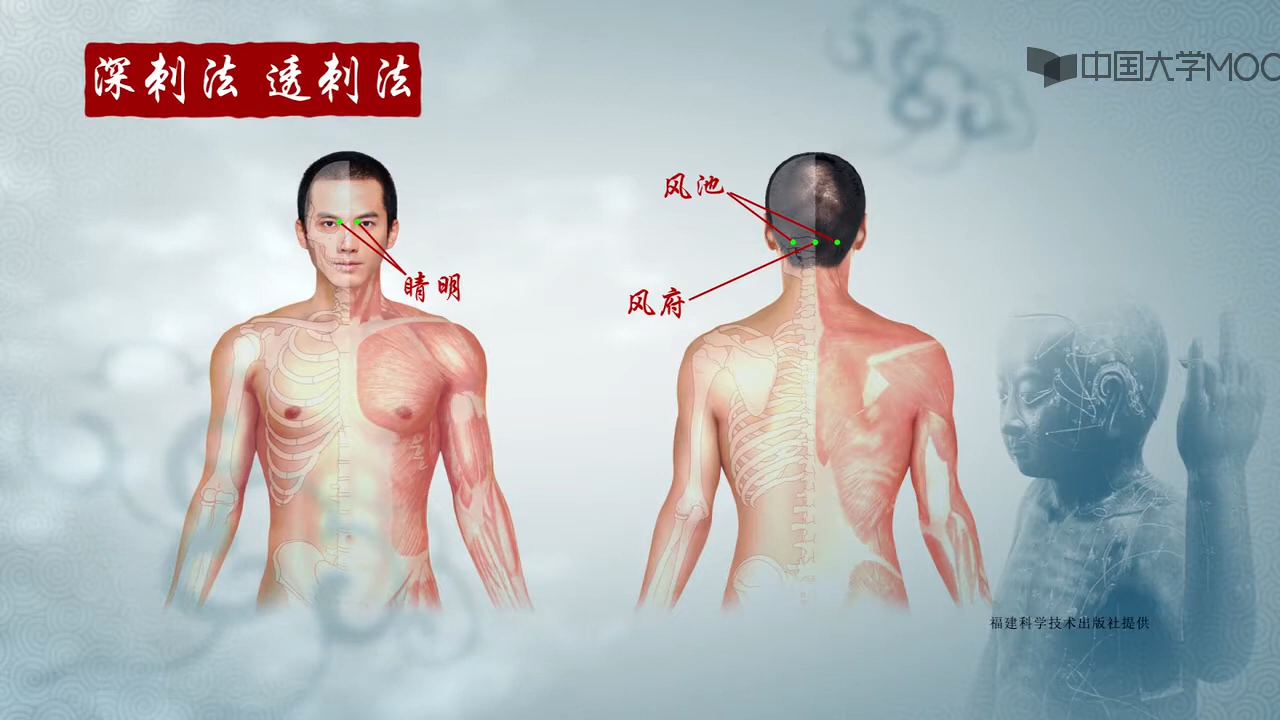 深刺法 透刺法
中国大学MOO
风池
睛明
风府
福建科学技术出版社提供